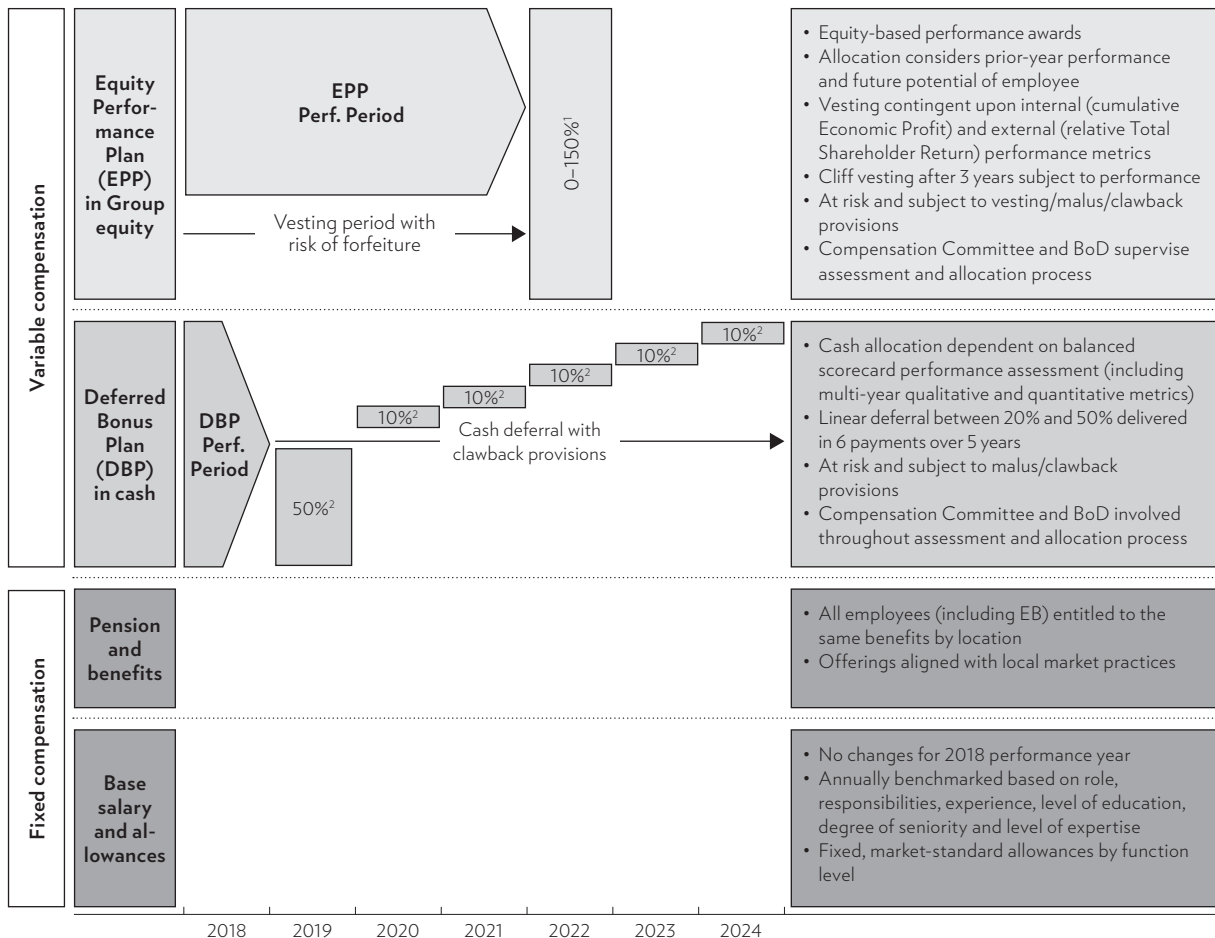 Variable compensation
Equity
Perfor-
mance
Plan
(EPP)
in Group
equity
EPP
Perf. Period
Vesting period with
risk of forfeiture
0–150%¹
• Equity-based performance awards
• Allocation considers prior-year performance
and future potential of employee
• Vesting contingent upon internal (cumulative
Economic Profit) and external (relative Total
Shareholder Return) performance metrics
• Cliff vesting after 3 years subject to performance
• At risk and subject to vesting/malus/clawback
provisions
• Compensation Committee and BoD supervise
assessment and allocation process
Deferred
Bonus
Plan
(DBP)
in cash
DBP
Perf.
Period
50%²
10%²
10%²
10%²
10%²
10%²
Cash deferral with
clawback provisions
• Cash allocation dependent on balanced
scorecard performance assessment (including
multi-year qualitative and quantitative metrics)
• Linear deferral between 20% and 50% delivered
in 6 payments over 5 years
• At risk and subject to malus/clawback
provisions
• Compensation Committee and BoD involved
throughout assessment and allocation process
Fixed compensation
Pension
and
benefits
• All employees (including EB) entitled to the
same benefits by location
• Offerings aligned with local market practices
Base
salary
and al-
lowances
• No changes for 2018 performance year
• Annually benchmarked based on role,
responsibilities, experience, level of education,
degree of seniority and level of expertise
• Fixed, market-standard allowances by function
level
2018 2019 2020 2021 2022 2023 2024